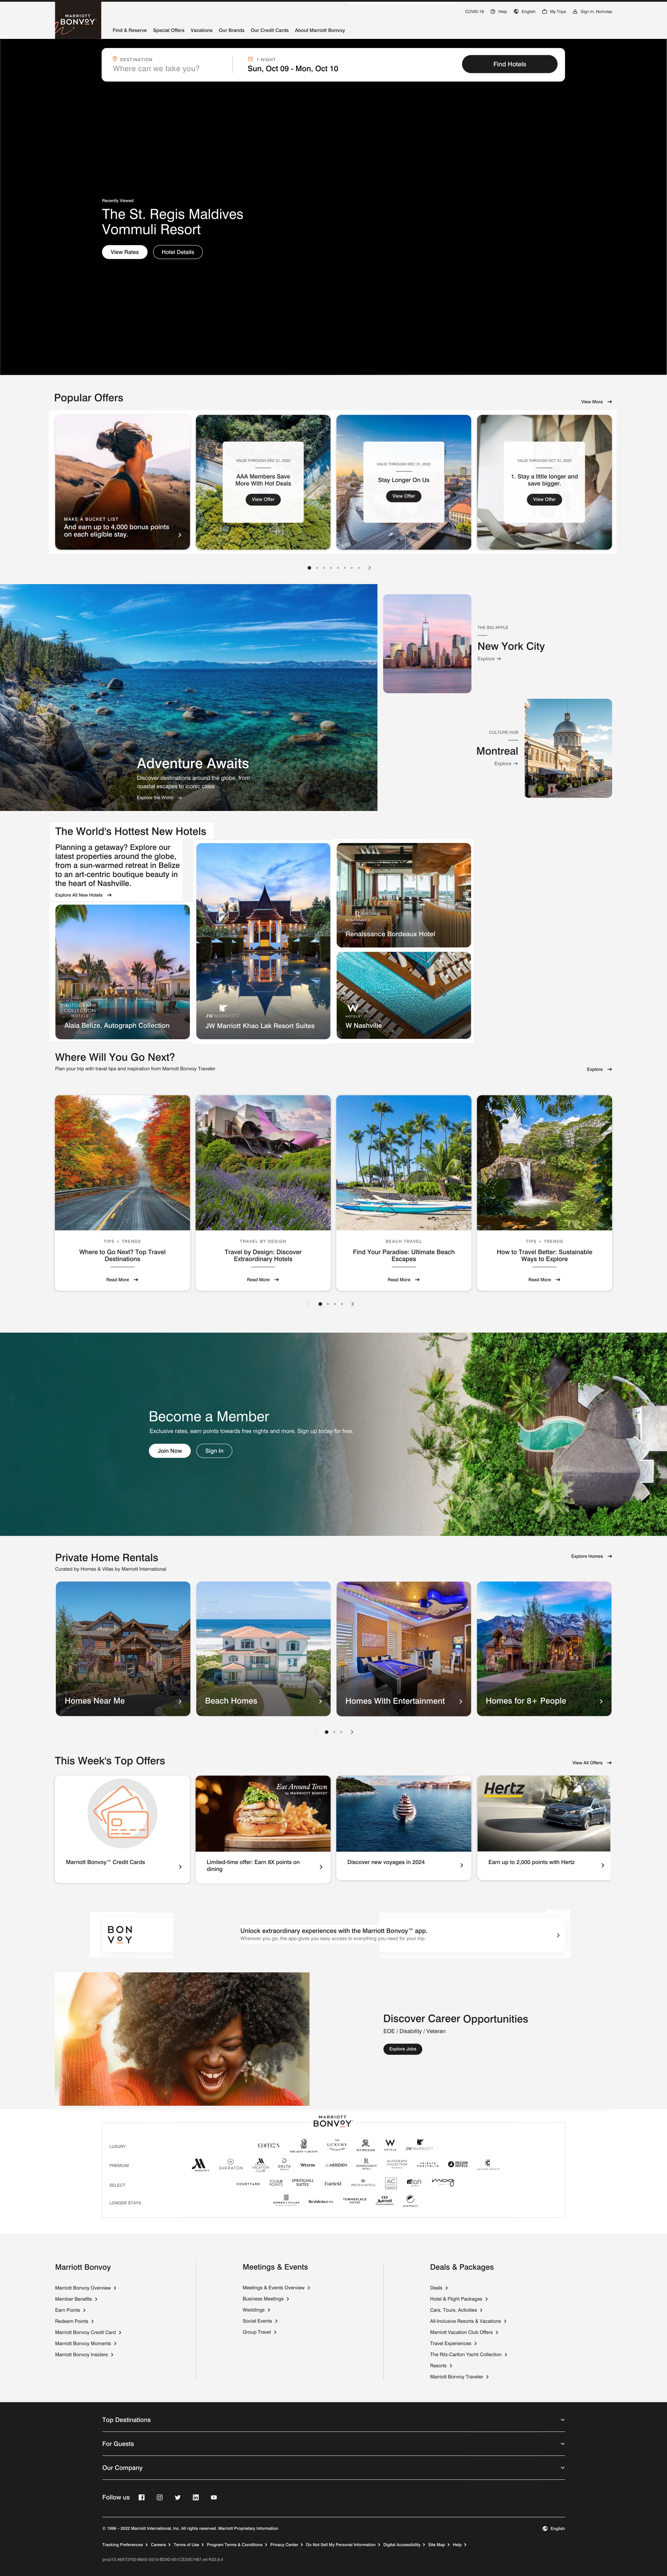 MARRIOTT
BONVOY
COVID-19
Help
English
My Trips
Sign In, Nicholas
Find & Reserve
Special Offers
Vacations
Our Brands
Our Credit Cards
About Marriott Bonvoy
DESTINATION
Where can we take you?
1 NIGHT
Sun, Oct 09 - Mon, Oct 10
Find Hotels
Recently Viewed
The St. Regis Maldives
Vommuli Resort
View Rates
Hotel Details
Popular Offers
View More
MAKE A BUCKET LIST
And earn up to 4,000 bonus points
on each eligible stay.
VALID THROUGH DEC 31, 2022
AAA Members Save
More With Hot Deals
View Offer
VALID THROUGH DEC 31, 2022
Stay Longer On Us
View Offer
VALID THROUGH OCT 31, 2022
1. Stay a little longer and
save bigger.
View Offer
Adventure Awaits
Discover destinations around the globe, from
coastal escapes to iconic cities
Explore the World
THE BIG APPLE
New York City
Explore
CULTURE HUB
Montreal
Explore
The World's Hottest New Hotels
Planning a getaway? Explore our
latest properties around the globe,
from a sun-warmed retreat in Belize
to an art-centric boutique beauty in
the heart of Nashville.
Explore All New Hotels
AUTOGRAPH
COLLECTION
HOTELS
Alaia Belize, Autograph Collection
JW MARRIOTT
JW Marriott Khao Lak Resort Suites
R
RENAISSANCE
HOTELS
Renaissance Bordeaux Hotel
W
HOTELS
W Nashville
Where Will You Go Next?
Plan your trip with travel tips and inspiration from Marriott Bonvoy Traveler
Explore
TIPS + TRENDS
Where to Go Next? Top Travel
Destinations
Read More
TRAVEL BY DESIGN
Travel by Design: Discover
Extraordinary Hotels
Read More
BEACH TRAVEL
Find Your Paradise: Ultimate Beach
Escapes
Read More
TIPS + TRENDS
How to Travel Better: Sustainable
Ways to Explore
Read More
Become a Member
Exclusive rates, earn points towards free nights and more. Sign up today for free.
Join Now
Sign In
Private Home Rentals
Curated by Homes & Villas by Marriott International
Explore Homes
Homes Near Me
Beach Homes
Homes With Entertainment
Homes for 8+ People
This Week's Top Offers
View All Offers
Marriott Bonvoy™ Credit Cards
Eat Around Town
by MARRIOTT BONVOY
Limited-time offer: Earn 8X points on
dining
Discover new voyages in 2024
Hertz
Earn up to 2,000 points with Hertz
BON
VOY
Unlock extraordinary experiences with the Marriott Bonvoy™ app.
Wherever you go, the app gives you easy access to everything you need for your trip.
Discover Career Opportunities
EOE / Disability / Veteran
Explore Jobs
MARRIOTT
BONVOY
LUXURY
EDITION
THE RITZ-CARLTON
THE LUXURY COLLECTION
ST REGIS
W HOTELS
JW MARRIOTT
PREMIUM
MARRIOTT
SHERATON
MARRIOTT VACATION CLUB
DELTA
WESTIN
LE MERIDIEN
RENAISSANCE HOTELS
AUTOGRAPH COLLECTION HOTELS
TRIBUTE PORTFOLIO
DESIGN HOTELS
SELECT
COURTYARD
FOUR POINTS
SPRINGHILL SUITES
Fairfield
PROTEA HOTELS
AC HOTELS
aloft
moxy
LONGER STAYS
HOMES & VILLAS
Residence INN
TOWNEPLACE SUITES
Marriott
Marriott Bonvoy
Marriott Bonvoy Overview
Member Benefits
Earn Points
Redeem Points
Marriott Bonvoy Credit Card
Marriott Bonvoy Moments
Marriott Bonvoy Insiders
Meetings & Events
Meetings & Events Overview
Business Meetings
Weddings
Social Events
Group Travel
Deals & Packages
Deals
Hotel & Flight Packages
Cars, Tours, Activities
All-Inclusive Resorts & Vacations
Marriott Vacation Club Offers
Travel Experiences
The Ritz-Carlton Yacht Collection
Resorts
Marriott Bonvoy Traveler
Top Destinations
For Guests
Our Company
Follow us
© 1996 – 2022 Marriott International, Inc. All rights reserved. Marriott Proprietary Information
English
Tracking Preferences
Careers
Terms of Use
Program Terms & Conditions
Privacy Center
Do Not Sell My Personal Information
Digital Accessibility
Site Map
Help